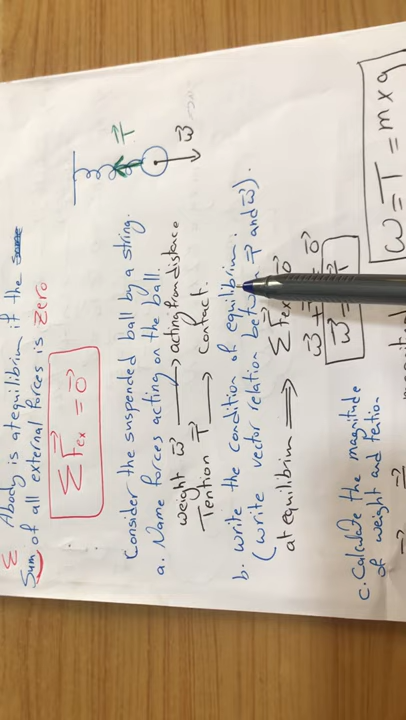 Σ
A body is at equilibrium if the
Sum of all external forces is Zero
Σ F⃗ex = 0⃗
T⃗
w⃗
Consider the suspended ball by a string.
a. Name forces acting on the ball.
weight w⃗ → acting from distance
Tention T⃗ → Contact.
b. write the condition of equilibrium.
(write vector relation between T⃗ and w⃗).
at equilibrium ⟹ Σ F⃗ex = 0⃗
w⃗ + T⃗ = 0⃗
w⃗ =
c. Calculate the magnitude
of weight and tention
W = T = m x g